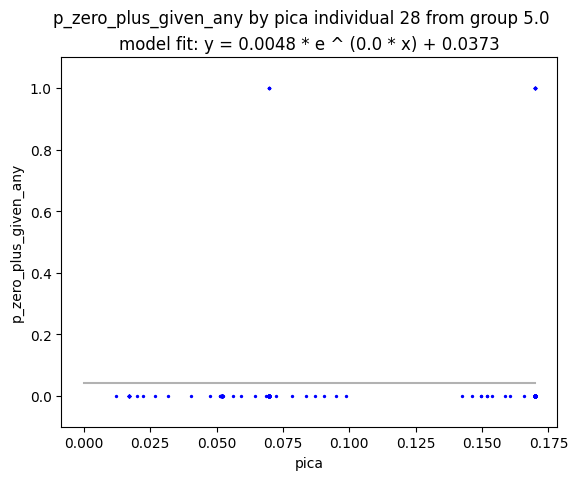 p_zero_plus_given_any by pica individual 28 from group 5.0
model fit: y = 0.0048 * e ^ (0.0 * x) + 0.0373
1.0
0.8
0.6
0.4
0.2
0.0
p_zero_plus_given_any
0.000 0.025 0.050 0.075 0.100 0.125 0.150 0.175
pica